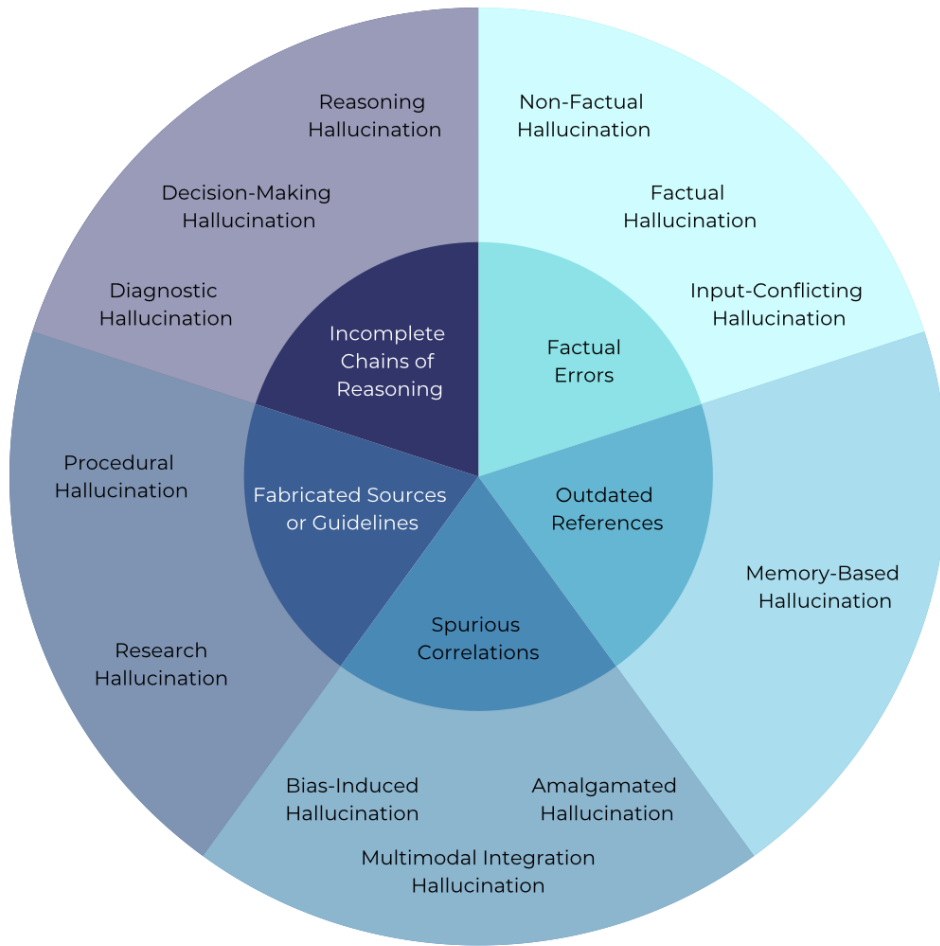 Reasoning
Hallucination
Non-Factual
Hallucination
Decision-Making
Hallucination
Factual
Hallucination
Diagnostic
Hallucination
Input-Conflicting
Hallucination
Incomplete
Chains of
Reasoning
Factual
Errors
Procedural
Hallucination
Fabricated Sources
or Guidelines
Outdated
References
Memory-Based
Hallucination
Spurious
Correlations
Research
Hallucination
Bias-Induced
Hallucination
Amalgamated
Hallucination
Multimodal Integration
Hallucination